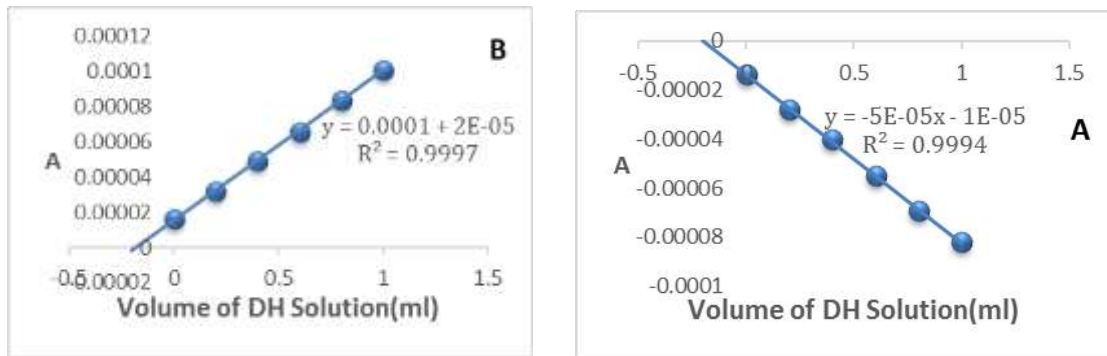 0.00012
0.0001
0.00008
0.00006
0.00004
0.00002
0
-0.00002
A
B
y = 0.0001 + 2E-05
R² = 0.9997
-0.5
0
0.5
1
1.5
Volume of DH Solution(ml)
0
-0.5
0.5
1
1.5
-0.00002
-0.00004
-0.00006
-0.00008
-0.0001
A
A
y = -5E-05x - 1E-05
R² = 0.9994
Volume of DH Solution(ml)